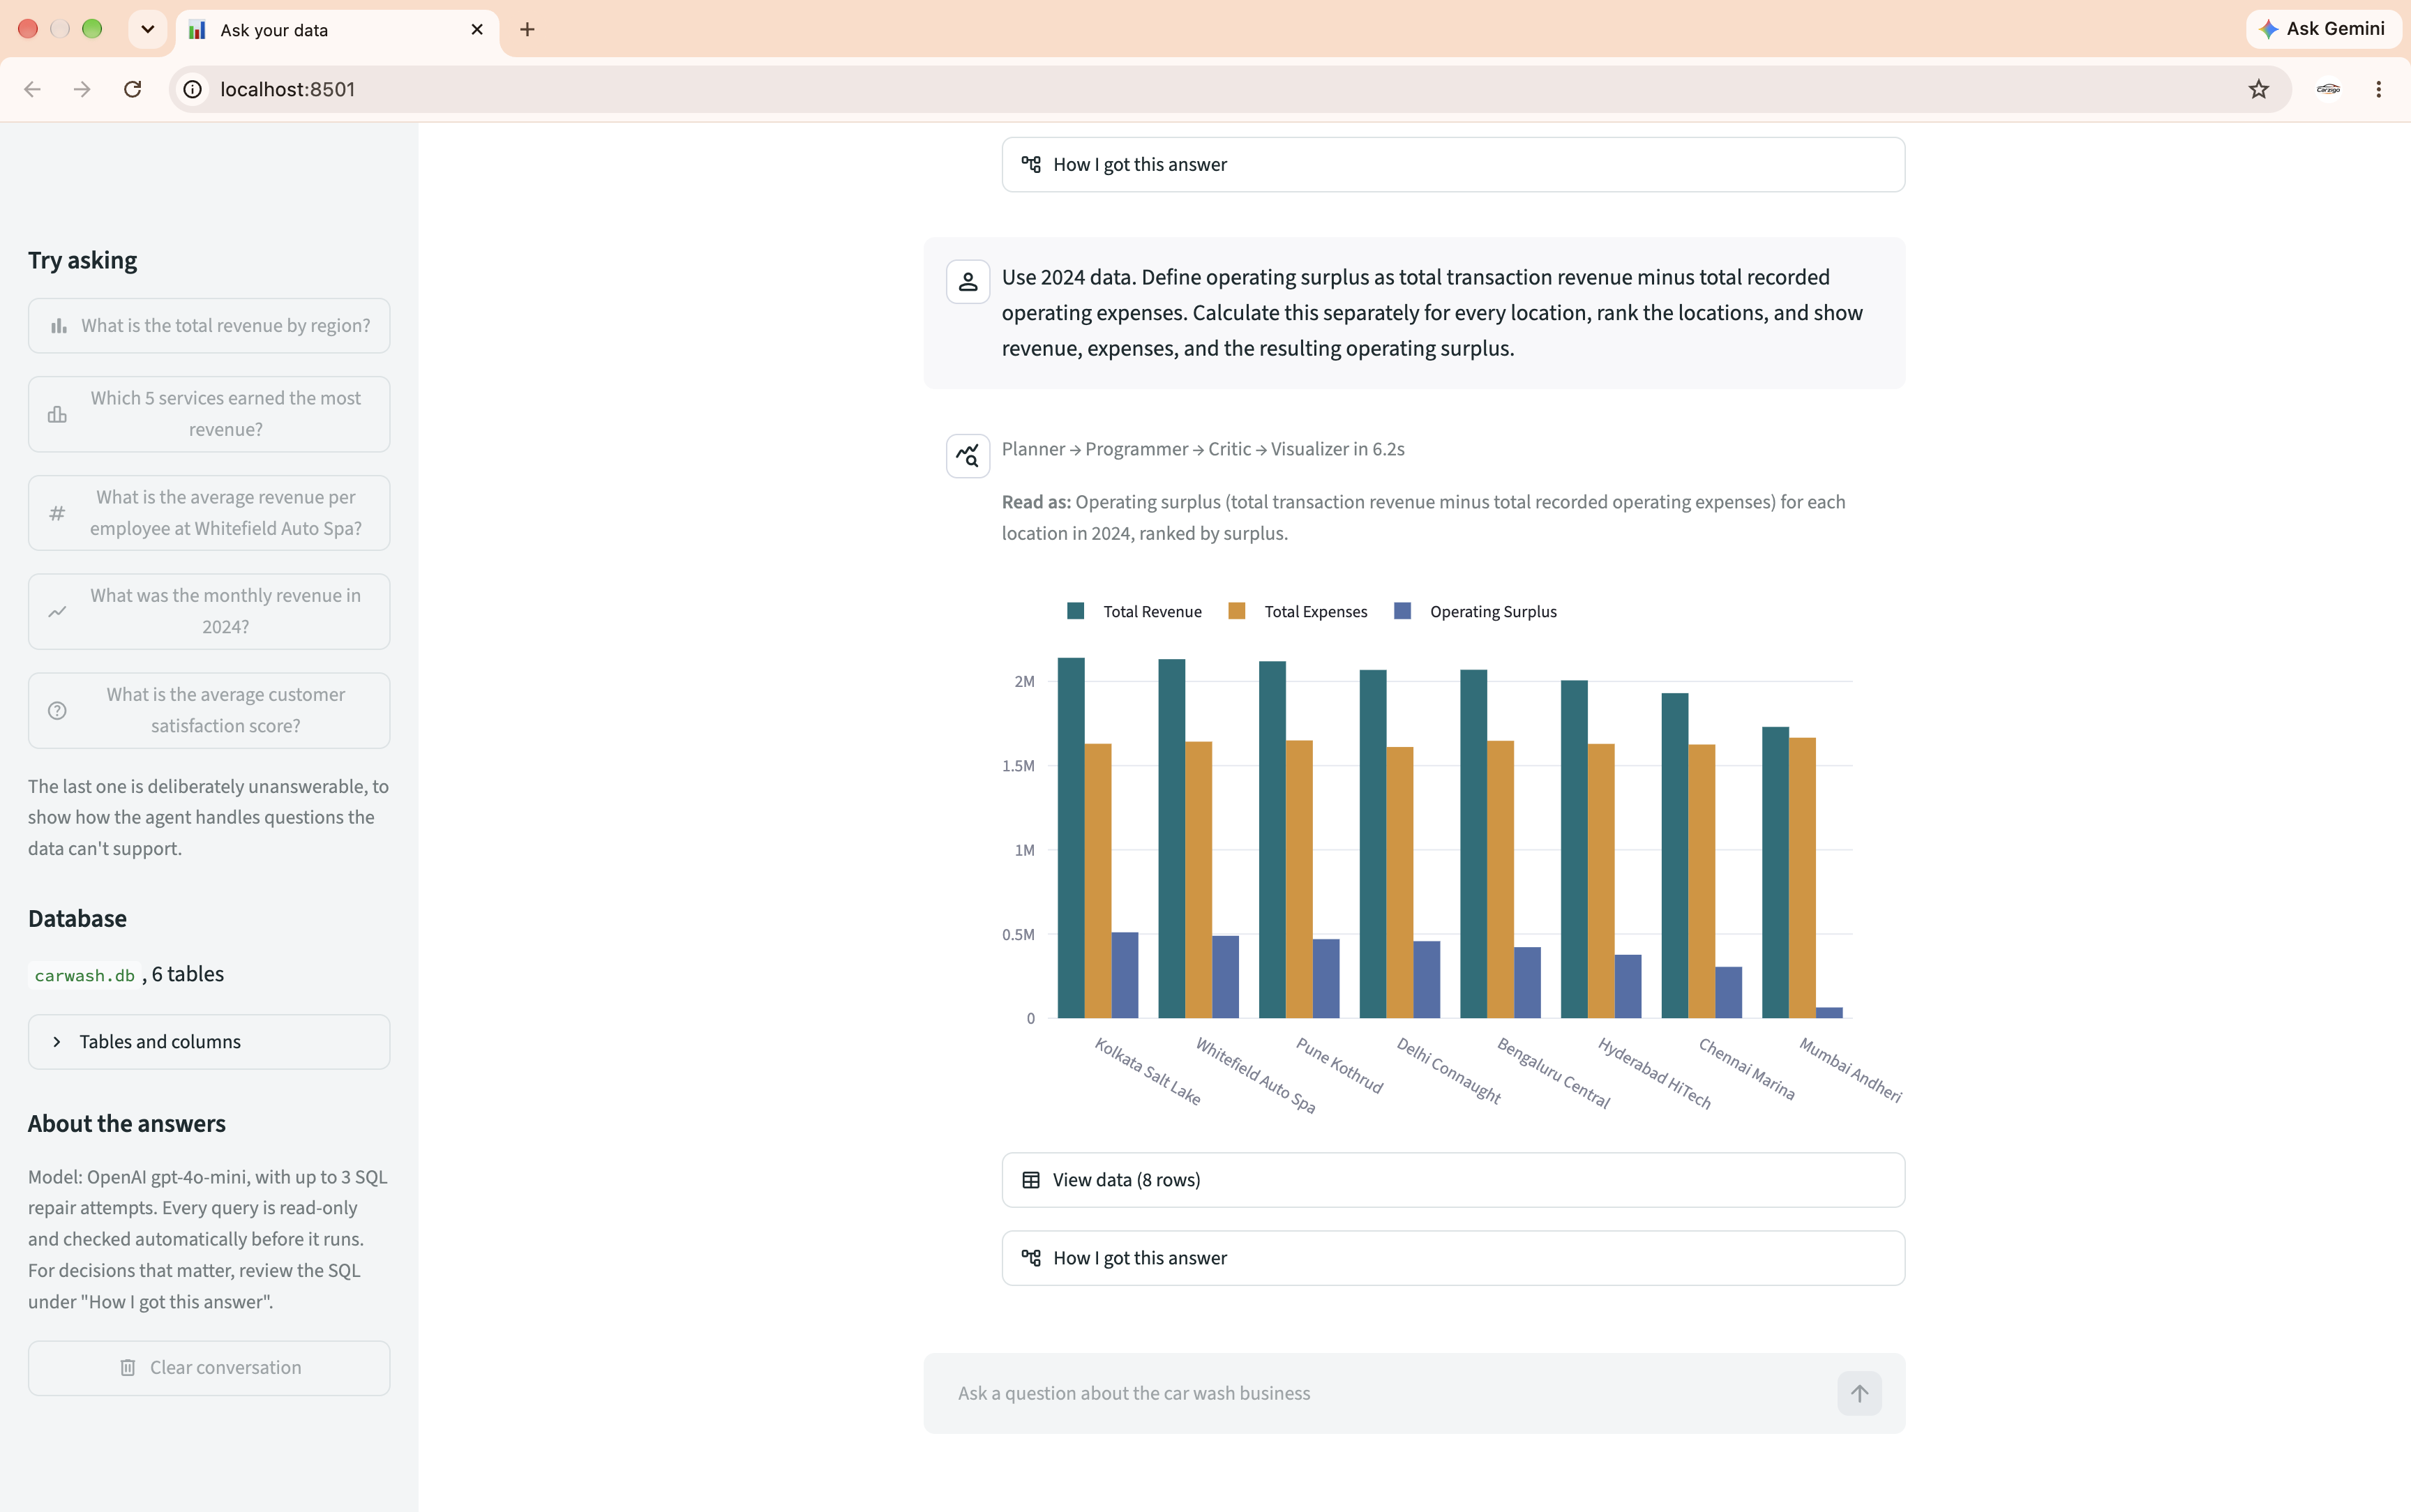 Ask your data
Ask Gemini
localhost:8501
Carzigo
Try asking
What is the total revenue by region?
Which 5 services earned the most
revenue?
What is the average revenue per
employee at Whitefield Auto Spa?
What was the monthly revenue in
2024?
What is the average customer
satisfaction score?
The last one is deliberately unanswerable, to
show how the agent handles questions the
data can't support.
Database
carwash.db , 6 tables
Tables and columns
About the answers
Model: OpenAI gpt-4o-mini, with up to 3 SQL
repair attempts. Every query is read-only
and checked automatically before it runs.
For decisions that matter, review the SQL
under "How I got this answer".
Clear conversation
How I got this answer
Use 2024 data. Define operating surplus as total transaction revenue minus total recorded
operating expenses. Calculate this separately for every location, rank the locations, and show
revenue, expenses, and the resulting operating surplus.
Planner → Programmer → Critic → Visualizer in 6.2s
Read as: Operating surplus (total transaction revenue minus total recorded operating expenses) for each
location in 2024, ranked by surplus.
Total Revenue
Total Expenses
Operating Surplus
2M
1.5M
1M
0.5M
0
Kolkata Salt Lake
Whitefield Auto Spa
Pune Kothrud
Delhi Connaught
Bengaluru Central
Hyderabad HiTech
Chennai Marina
Mumbai Andheri
View data (8 rows)
How I got this answer
Ask a question about the car wash business